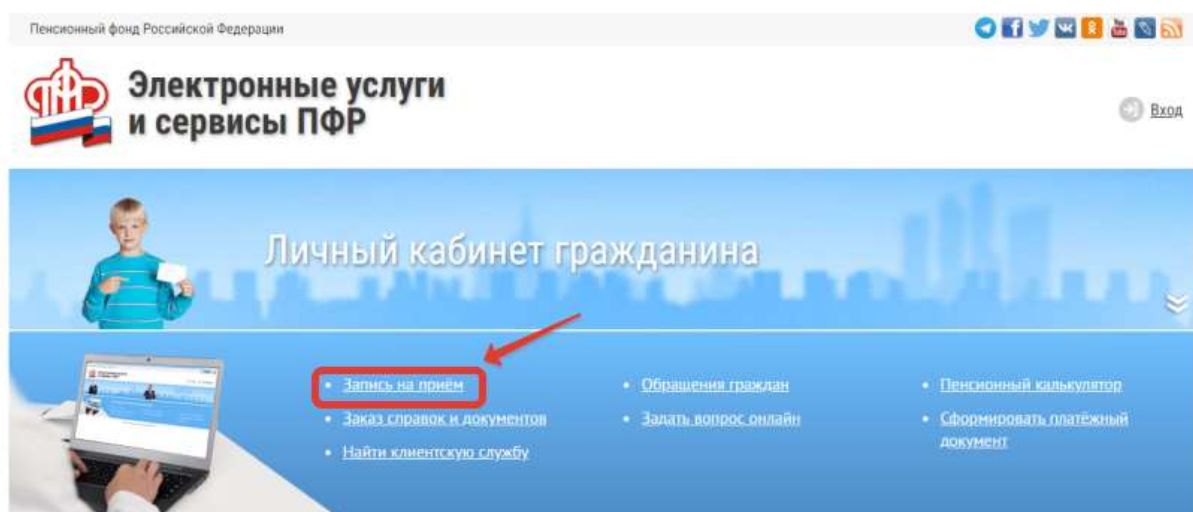 Пенсионный фонд Российской Федерации
Электронные услуги
и сервисы ПФР
Вход
Личный кабинет гражданина
Запись на приём
Обращения граждан
Пенсионный калькулятор
Заказ справок и документов
Задать вопрос онлайн
Сформировать платёжный
документ
Найти клиентскую службу